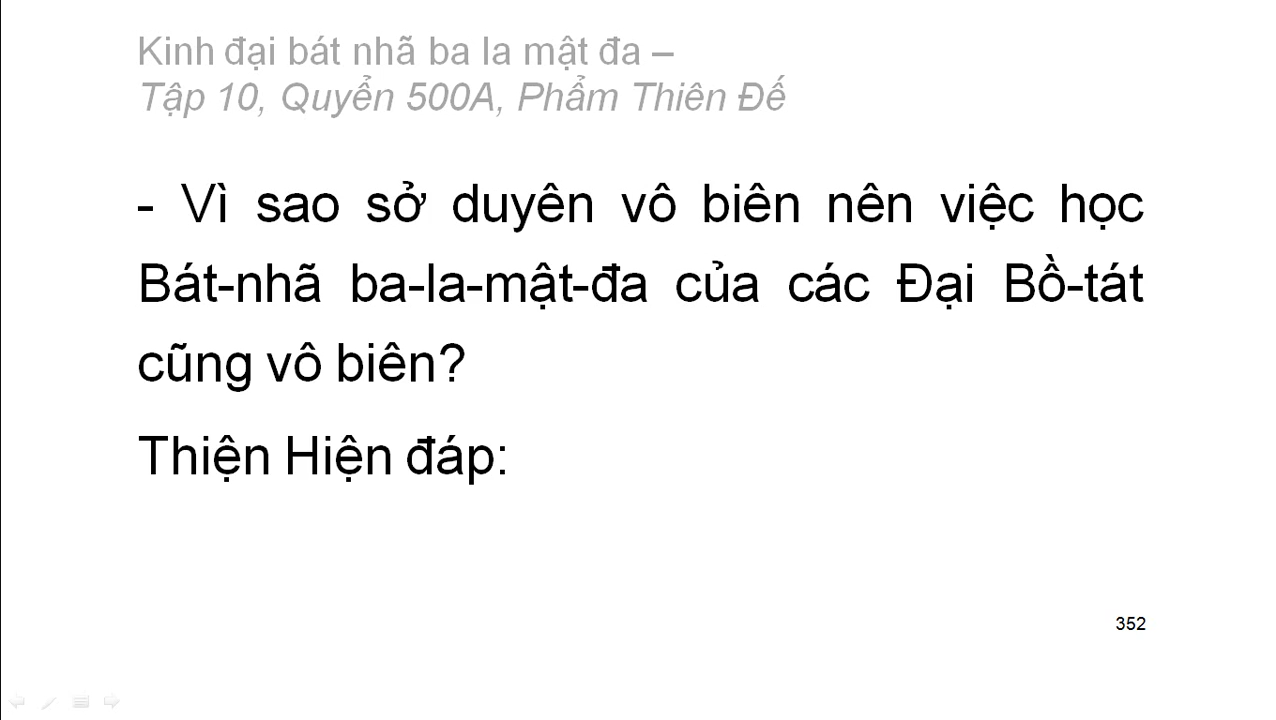 Kinh đại bát nhã ba la mật đa –
Tập 10, Quyển 500A, Phẩm Thiên Đế
- Vì sao sở duyên vô biên nên việc học
Bát-nhã ba-la-mật-đa của các Đại Bồ-tát
cũng vô biên?
Thiện Hiện đáp:
352